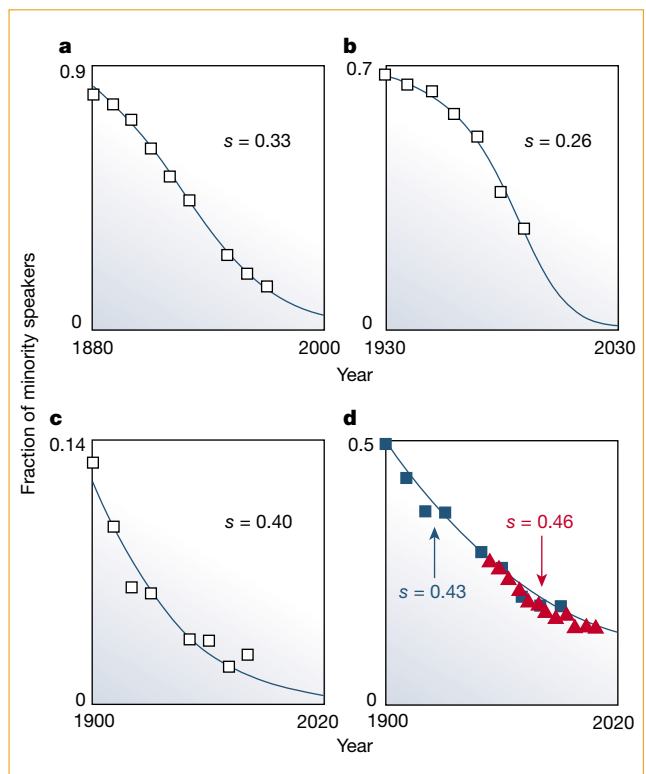 a
0.9
s = 0.33
0
1880
2000
b
0.7
s = 0.26
0
1930
2030
Year
Fraction of minority speakers
c
0.14
s = 0.40
0
1900
2020
d
0.5
s = 0.46
s = 0.43
0
1900
2020
Year